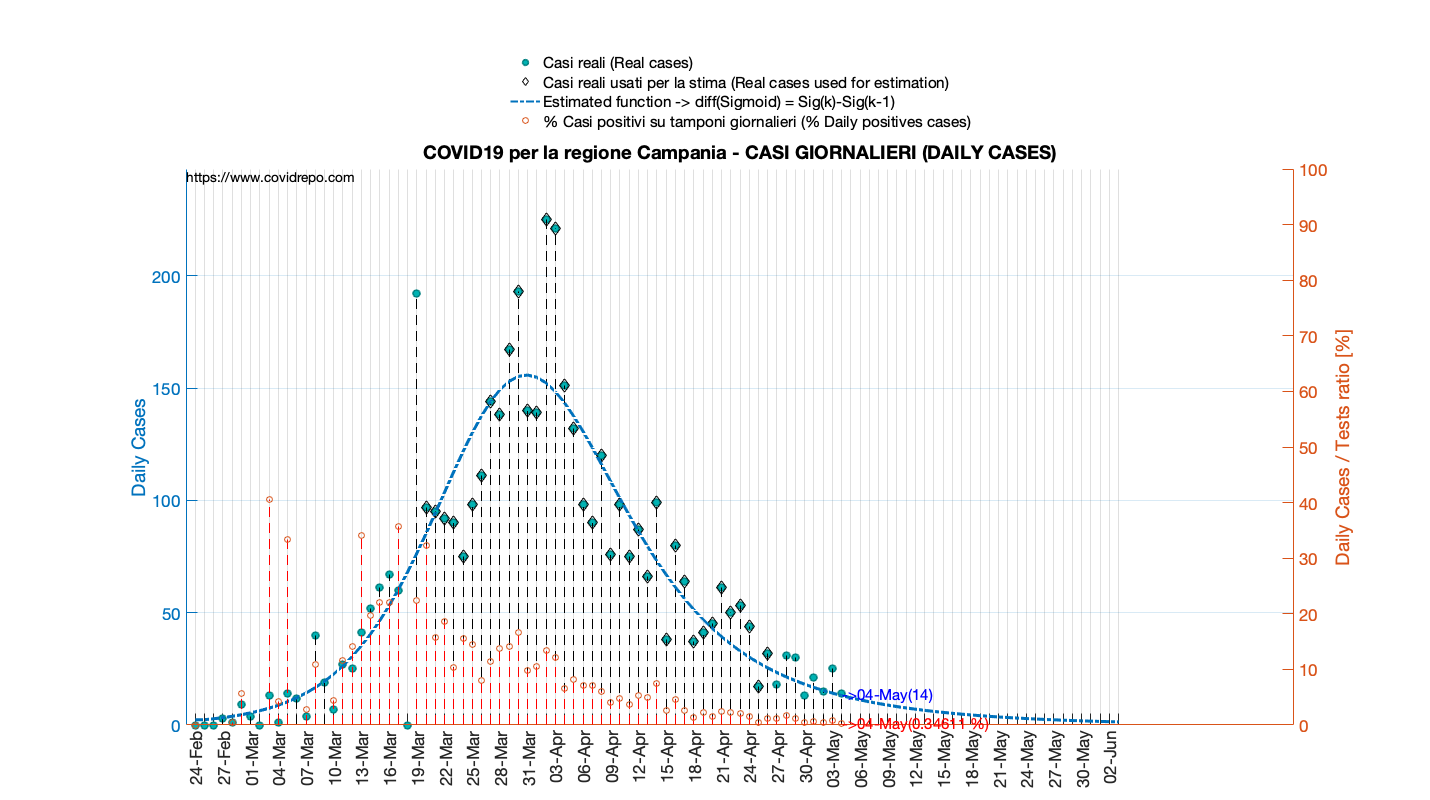 Casi reali (Real cases)
Casi reali usati per la stima (Real cases used for estimation)
Estimated function -> diff(Sigmoid) = Sig(k)-Sig(k-1)
% Casi positivi su tamponi giornalieri (% Daily positives cases)
COVID19 per la regione Campania - CASI GIORNALIERI (DAILY CASES)
https://www.covidrepo.com
Daily Cases
200
150
100
50
0
100
90
80
70
60
50
40
30
20
10
0
Daily Cases / Tests ratio [%]
>04-May(14)
>04-May(0.34611 %)
24-Feb
27-Feb
01-Mar
04-Mar
07-Mar
10-Mar
13-Mar
16-Mar
19-Mar
22-Mar
25-Mar
28-Mar
31-Mar
03-Apr
06-Apr
09-Apr
12-Apr
15-Apr
18-Apr
21-Apr
24-Apr
27-Apr
30-Apr
03-May
06-May
09-May
12-May
15-May
18-May
21-May
24-May
27-May
30-May
02-Jun